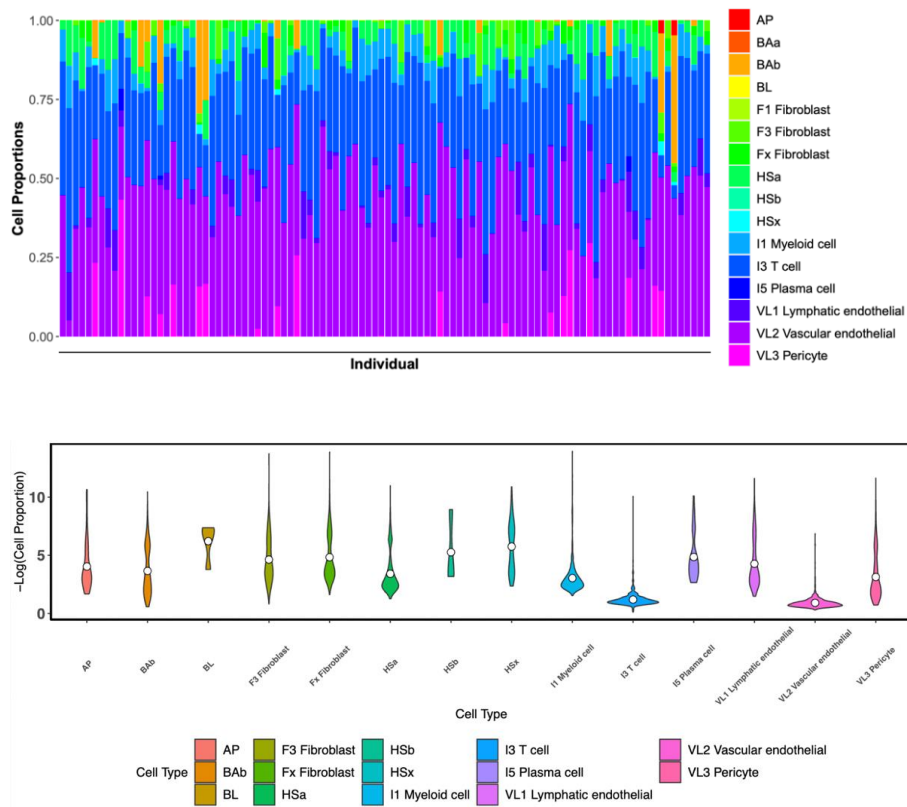 Cell Proportions
1.00
0.75
0.50
0.25
0.00
Individual
AP
BAa
BAb
BL
F1 Fibroblast
F3 Fibroblast
Fx Fibroblast
HSa
HSb
HSx
I1 Myeloid cell
I3 T cell
I5 Plasma cell
VL1 Lymphatic endothelial
VL2 Vascular endothelial
VL3 Pericyte
−Log(Cell Proportion)
10
5
0
AP
BAb
BL
F3 Fibroblast
Fx Fibroblast
HSa
HSb
HSx
I1 Myeloid cell
I3 T cell
I5 Plasma cell
VL1 Lymphatic endothelial
VL2 Vascular endothelial
VL3 Pericyte
Cell Type
Cell Type
AP
BAb
BL
F3 Fibroblast
Fx Fibroblast
HSa
HSb
HSx
I1 Myeloid cell
I3 T cell
I5 Plasma cell
VL1 Lymphatic endothelial
VL2 Vascular endothelial
VL3 Pericyte